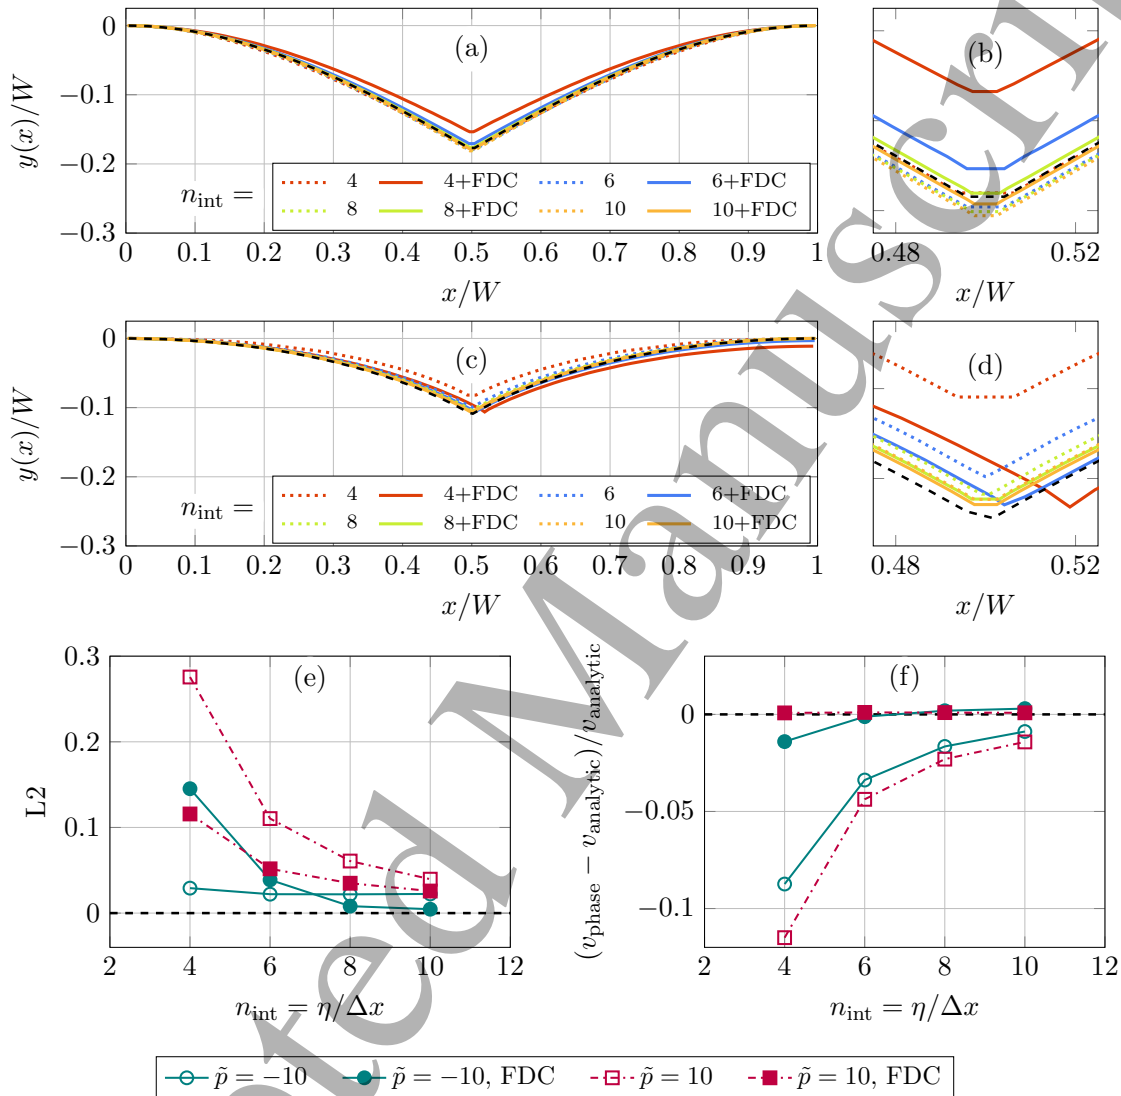 (a)
y(x)/W
0
−0.1
−0.2
−0.3
n_int =
4 4+FDC 6 6+FDC
8 8+FDC 10 10+FDC
0 0.1 0.2 0.3 0.4 0.5 0.6 0.7 0.8 0.9 1
x/W
(b)
0.48 0.52
x/W
(c)
y(x)/W
0
−0.1
−0.2
−0.3
n_int =
4 4+FDC 6 6+FDC
8 8+FDC 10 10+FDC
0 0.1 0.2 0.3 0.4 0.5 0.6 0.7 0.8 0.9 1
x/W
(d)
0.48 0.52
x/W
(e)
L2
0.3
0.2
0.1
0
2 4 6 8 10 12
n_int = η/Δx
(f)
(v_phase − v_analytic)/v_analytic
0
−0.05
−0.1
2 4 6 8 10 12
n_int = η/Δx
p̃ = −10 p̃ = −10, FDC p̃ = 10 p̃ = 10, FDC
pted Manuscri